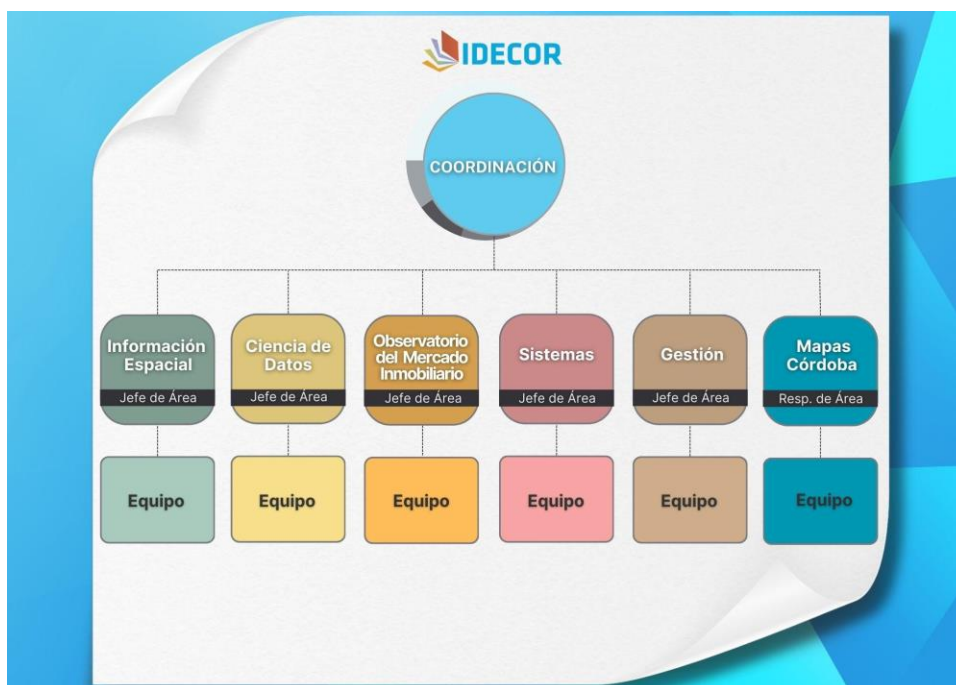 IDECOR
COORDINACIÓN
Información
Espacial
Jefe de Área
Ciencia de
Datos
Jefe de Área
Observatorio
del Mercado
Inmobiliario
Jefe de Área
Sistemas
Jefe de Área
Gestión
Jefe de Área
Mapas
Córdoba
Resp. de Área
Equipo
Equipo
Equipo
Equipo
Equipo
Equipo